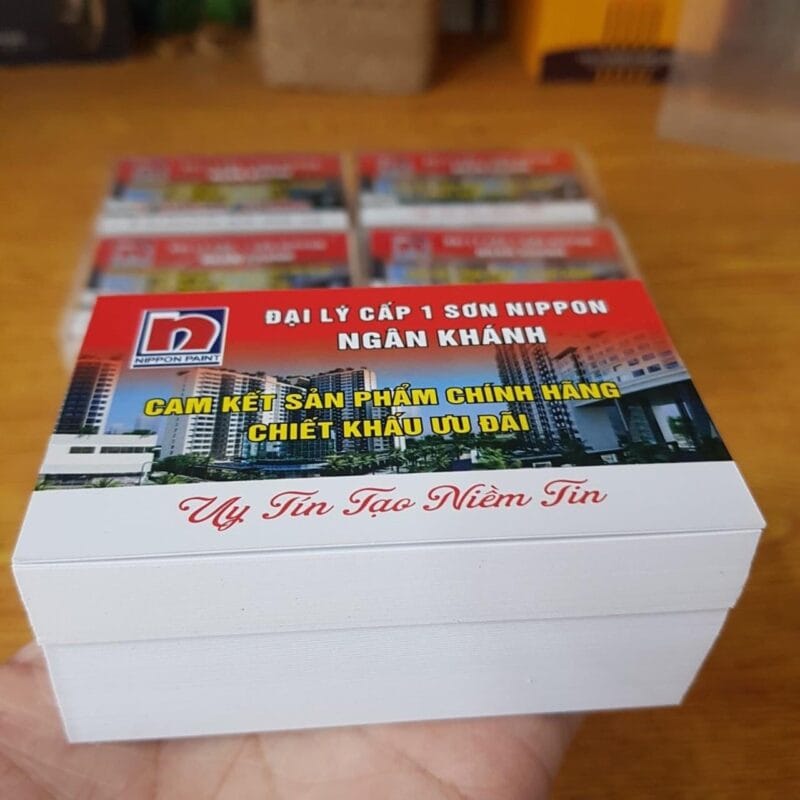 NIPPON PAINT
ĐẠI LÝ CẤP 1 SƠN NIPPON
NGÂN KHÁNH
CAM KẾT SẢN PHẨM CHÍNH HÃNG
CHIẾT KHẤU ƯU ĐÃI
Uy Tín Tạo Niềm Tin